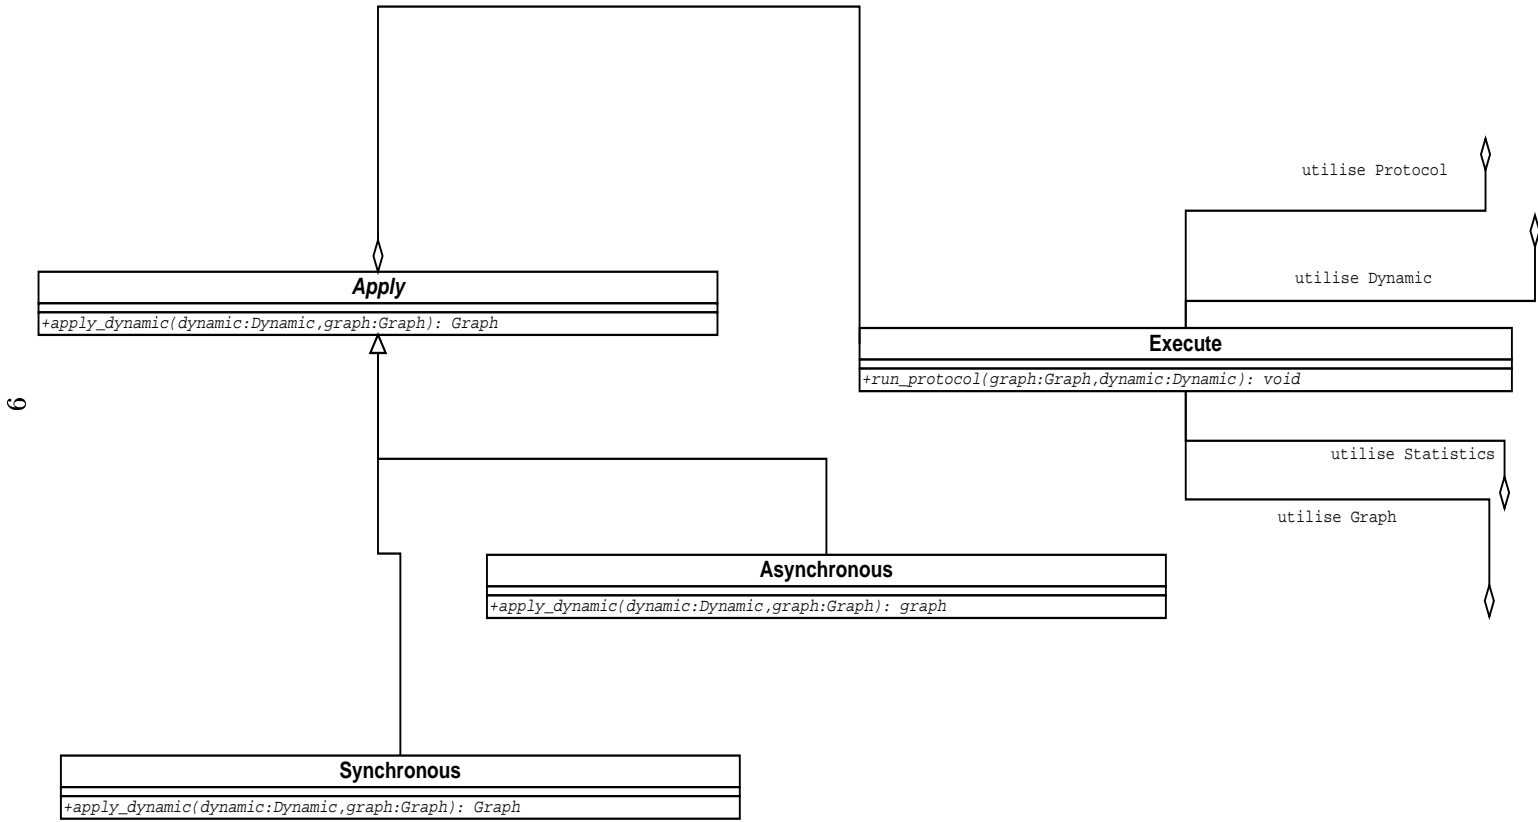 utilise Protocol
utilise Dynamic
Apply
+apply_dynamic(dynamic:Dynamic,graph:Graph): Graph
Execute
+run_protocol(graph:Graph,dynamic:Dynamic): void
9
utilise Statistics
utilise Graph
Asynchronous
+apply_dynamic(dynamic:Dynamic,graph:Graph): graph
Synchronous
+apply_dynamic(dynamic:Dynamic,graph:Graph): Graph